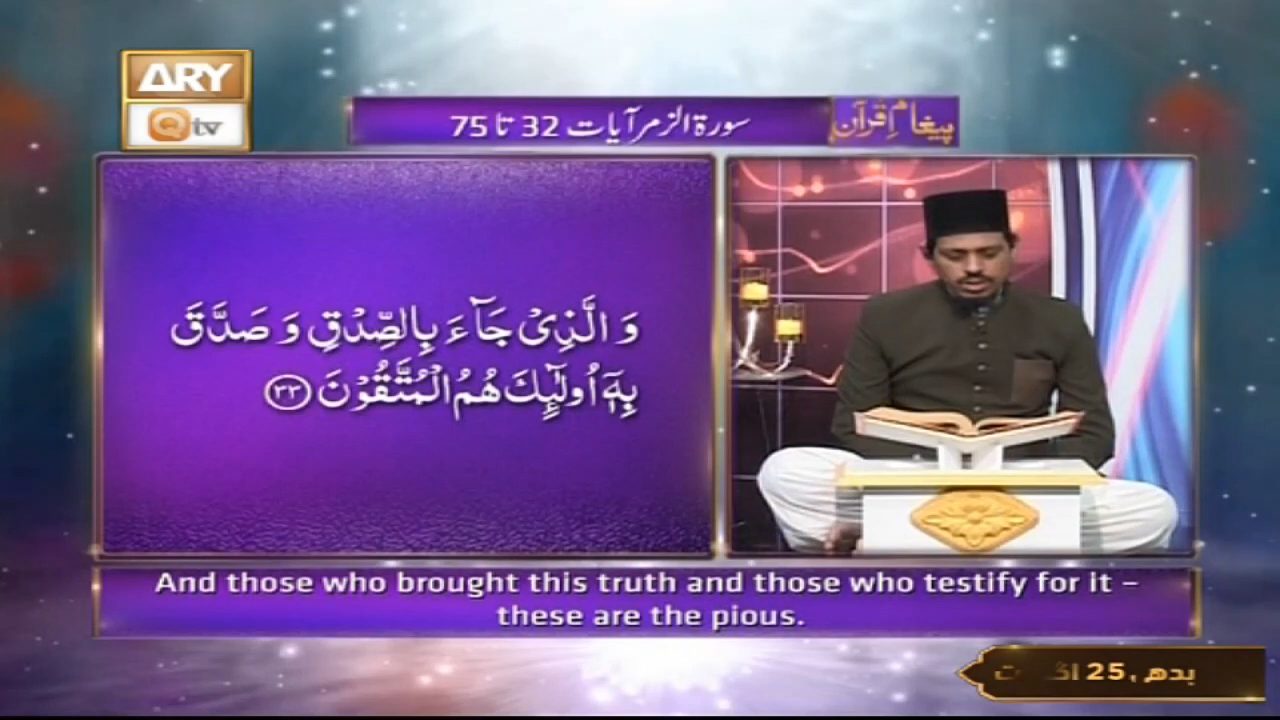 ARY
Qtv
پیغامِ قرآن
سورۃ الزمر آیات 32 تا 75
وَ الَّذِیۡ جَآءَ بِالصِّدۡقِ وَ صَدَّقَ
بِہٖۤ اُولٰٓئِكَ ہُمُ الۡمُتَّقُوۡنَ ﴿۳۳﴾
And those who brought this truth and those who testify for it –
these are the pious.
بدھ ,25